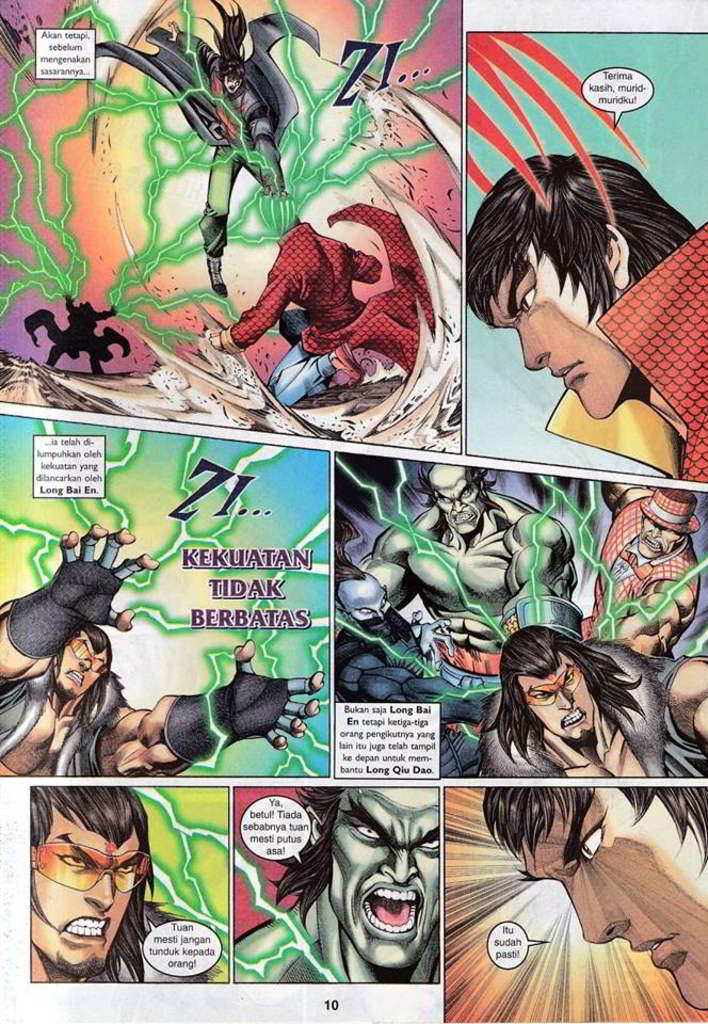 Akan tetapi,
sebelum
mengenakan
sasarannya...
ZI...
Terima
kasih, murid-
muridku!
...ia telah di-
lumpuhkan oleh
kekuatan yang
dilancarkan oleh
Long Bai En.
ZI...
KEKUATAN
TIDAK
BERBATAS
Bukan saja Long Bai
En tetapi ketiga-tiga
orang pengikutnya yang
lain itu juga telah tampil
ke depan untuk mem-
bantu Long Qiu Dao.
Tuan
mesti jangan
tunduk kepada
orang!
Ya,
betul! Tiada
sebabnya tuan
mesti putus
asa!
Itu
sudah
pasti!
10